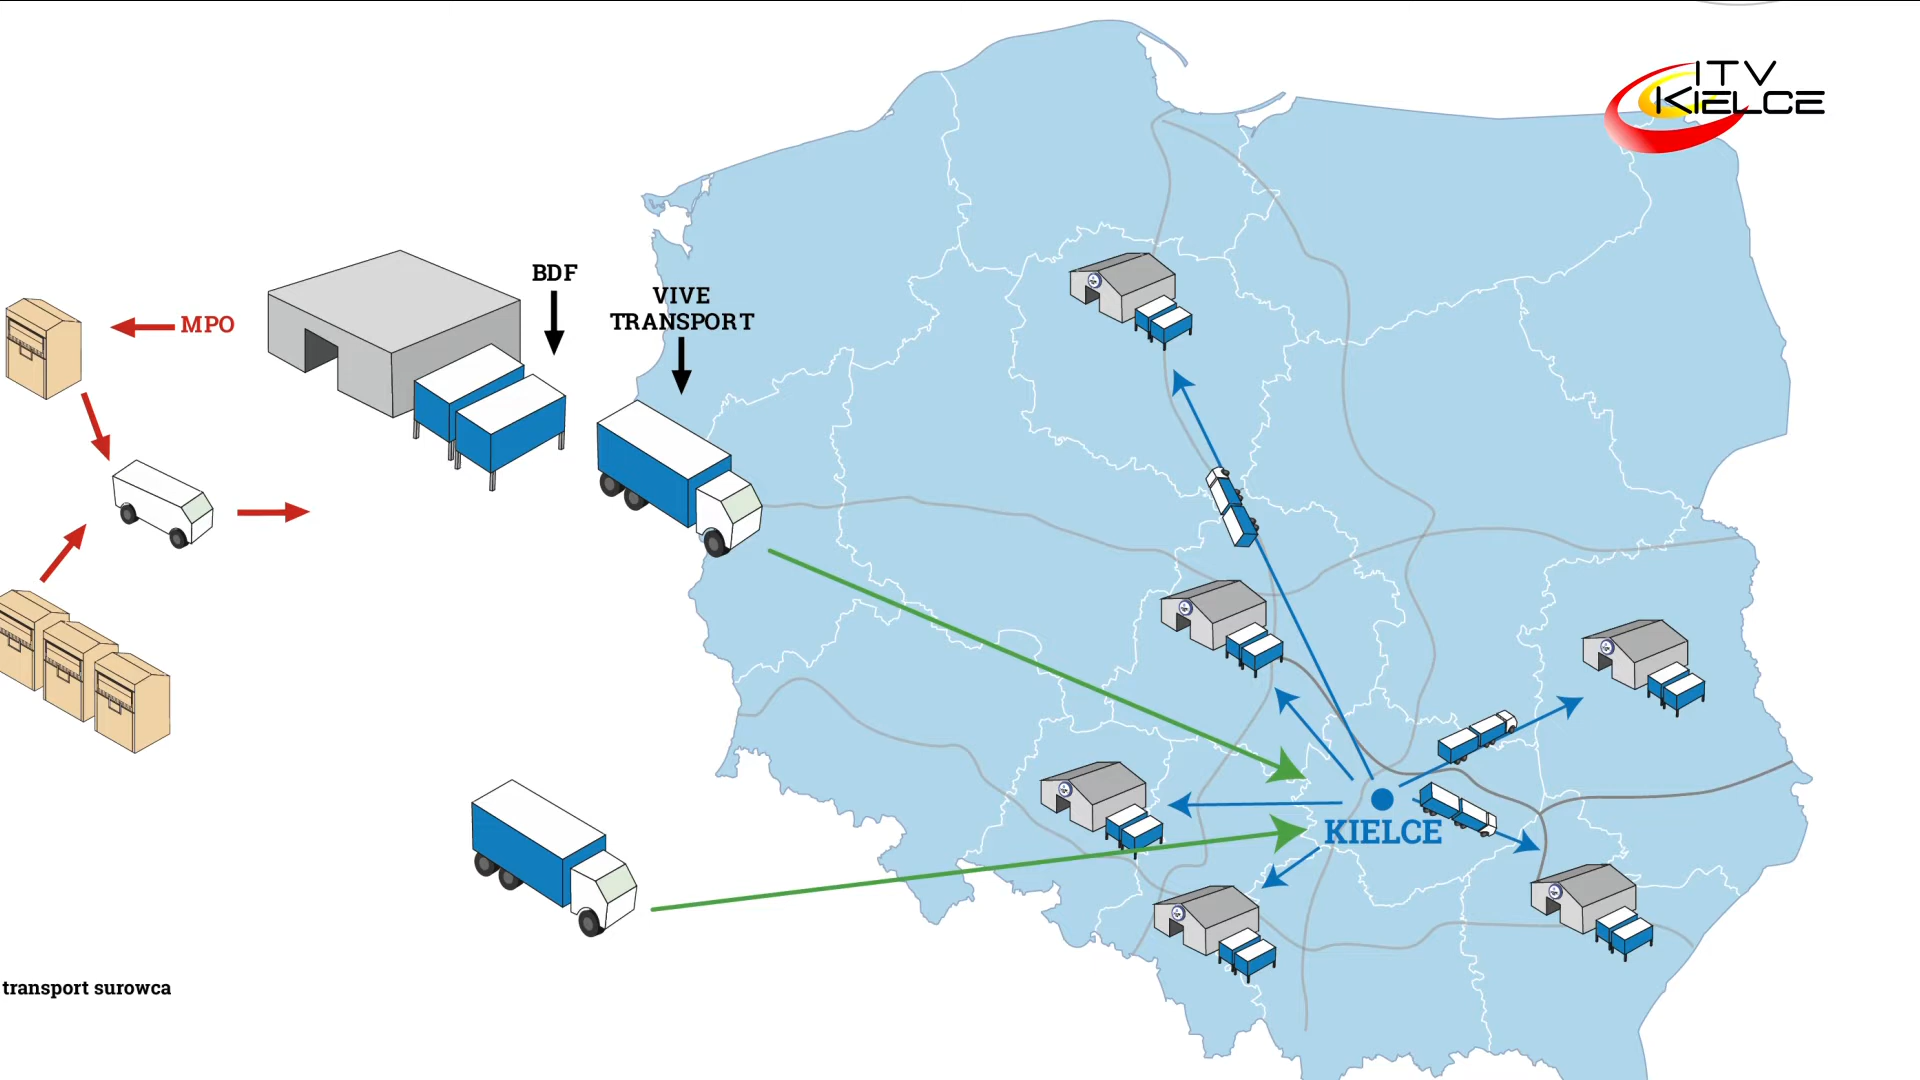 ITV
KIELCE
BDF
VIVE
TRANSPORT
MPO
KIELCE
transport surowca